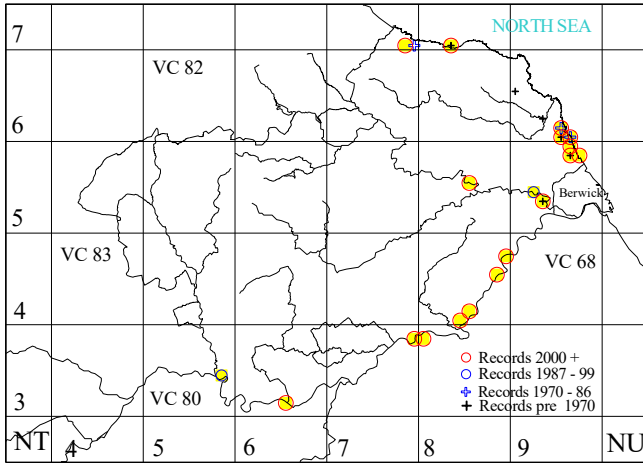 NORTH SEA
7
VC 82
6
Berwick
5
VC 83
VC 68
4
Records 2000 +
Records 1987 - 99
VC 80
Records 1970 - 86
Records pre 1970
3
NT 4 5 6 7 8 9 NU